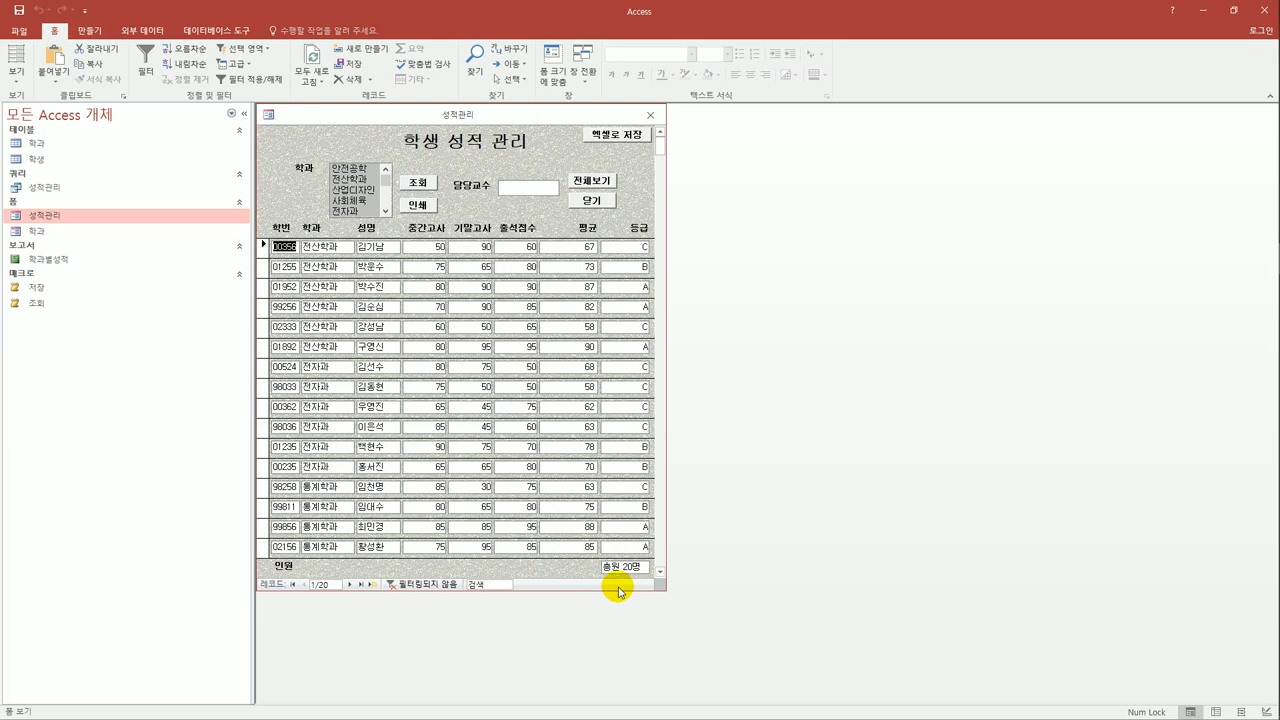 Access
?
파일 홈 만들기 외부 데이터 데이터베이스 도구 수행할 작업을 알려 주세요. 로그인
보기
붙여넣기
잘라내기
복사
서식 복사
필터
오름차순
내림차순
정렬 제거
선택 영역
고급
필터 적용/해제
모두 새로 고침
새로 만들기
저장
삭제
요약
맞춤법 검사
기타
찾기
바꾸기
이동
선택
폼 크기에 맞춤
창 전환
가 가 가
보기 클립보드 정렬 및 필터 레코드 찾기 창 텍스트 서식
모든 Access 개체
테이블
학과
학생
쿼리
성적관리
폼
성적관리
학과
보고서
학과별성적
매크로
저장
조회
성적관리
학생 성적 관리
엑셀로 저장
학과
안전공학
전산학과
산업디자인
사회체육
전자과
조회
인쇄
담당교수
전체보기
닫기
학번 학과 성명 중간고사 기말고사 출석점수 평균 등급
00356 전산학과 김기남 50 90 60 67 C
01255 전산학과 박운수 75 65 80 73 B
01952 전산학과 박수진 80 90 90 87 A
99256 전산학과 김순심 70 90 85 82 A
02333 전산학과 강성남 60 50 65 58 C
01892 전산학과 구영신 80 95 95 90 A
00524 전자과 김선수 80 75 50 68 C
98033 전자과 김동현 75 50 50 58 C
00362 전자과 우영진 65 45 75 62 C
98036 전자과 이은석 85 45 60 63 C
01235 전자과 백현수 90 75 70 78 B
00235 전자과 홍서진 65 65 80 70 B
98258 통계학과 임천명 85 30 75 63 C
99811 통계학과 임대수 80 65 80 75 B
99856 통계학과 최민경 85 85 95 88 A
02156 통계학과 황성환 75 95 85 85 A
인원 총원 20명
레코드: 1/20 필터링되지 않음 검색
폼 보기 Num Lock